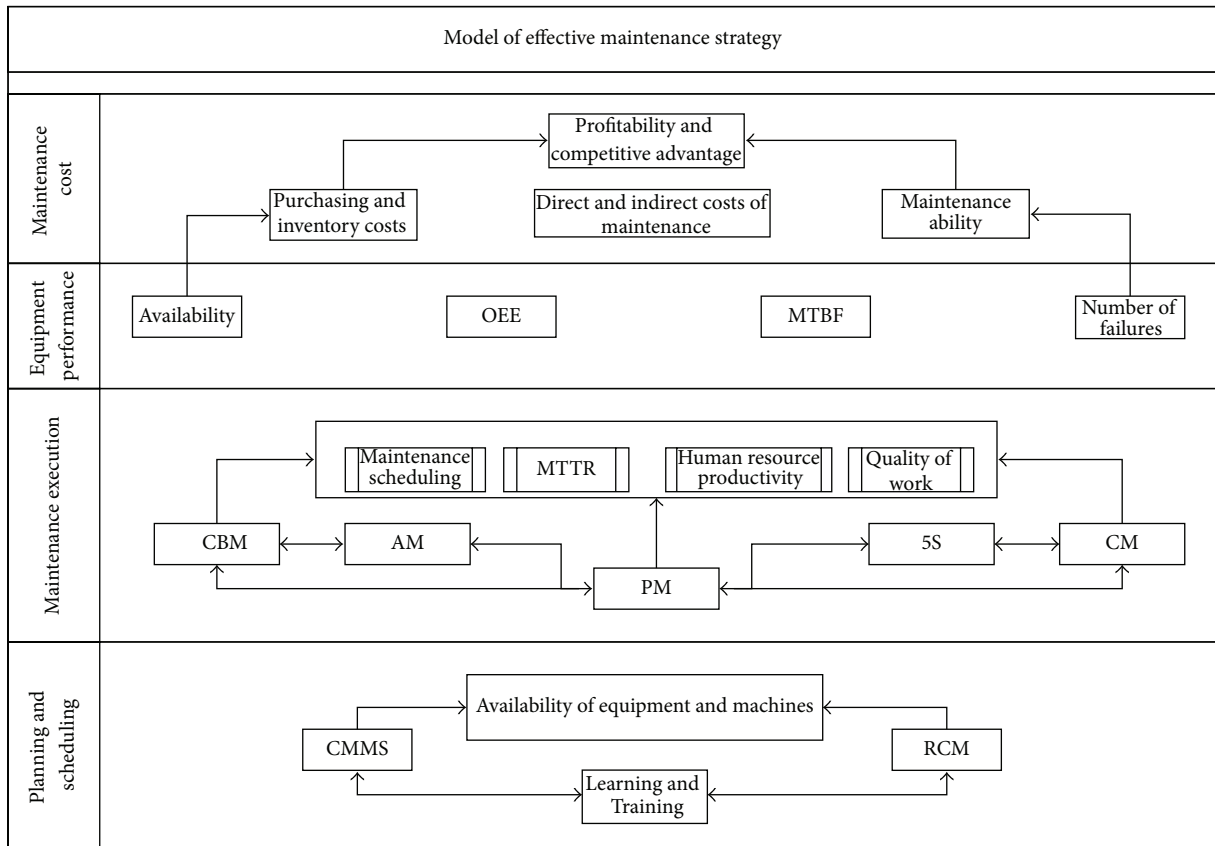 Model of effective maintenance strategy
Maintenance
cost
Profitability and
competitive advantage
Purchasing and
inventory costs
Direct and indirect costs of
maintenance
Maintenance
ability
Equipment
performance
Availability
OEE
MTBF
Number of
failures
Maintenance execution
Maintenance
scheduling
MTTR
Human resource
productivity
Quality of
work
CBM
AM
5S
CM
PM
Planning and
scheduling
Availability of equipment and machines
CMMS
RCM
Learning and
Training